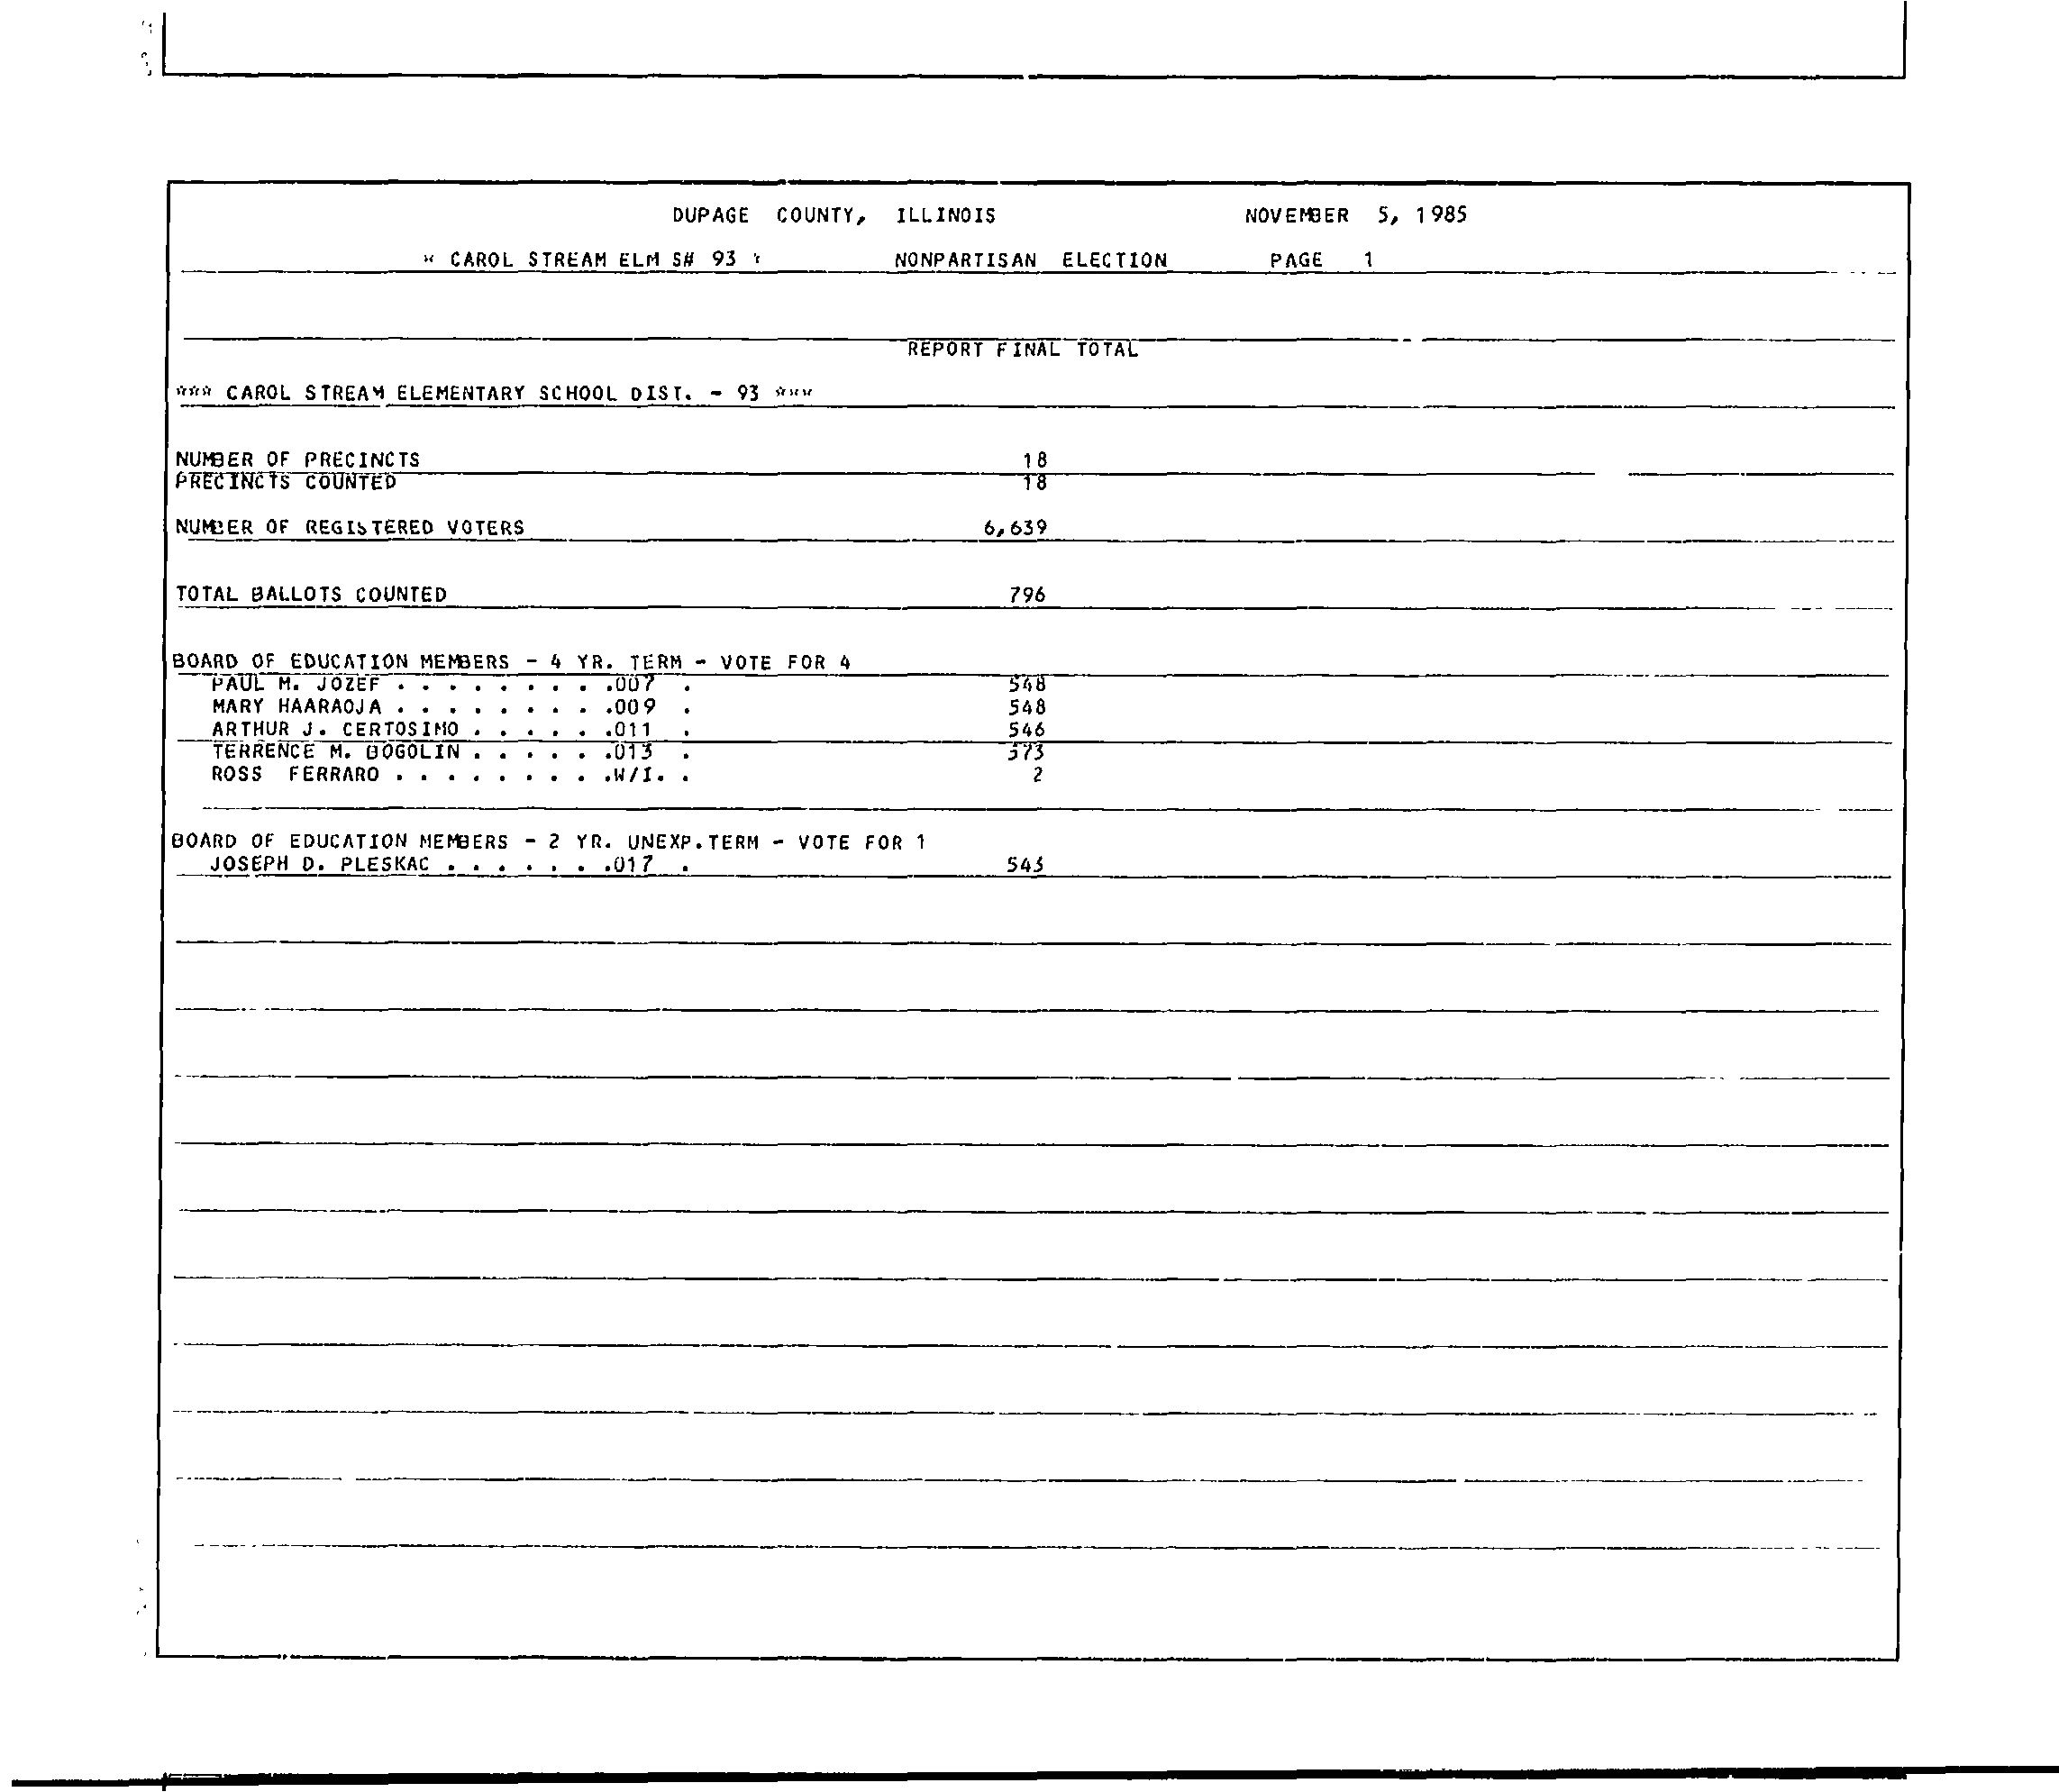 DUPAGE COUNTY, ILLINOIS NOVEMBER 5, 1985
* CAROL STREAM ELM S# 93 * NONPARTISAN ELECTION PAGE 1
REPORT FINAL TOTAL
*** CAROL STREAM ELEMENTARY SCHOOL DIST. - 93 ***
NUMBER OF PRECINCTS 18
PRECINCTS COUNTED 18
NUMBER OF REGISTERED VOTERS 6,639
TOTAL BALLOTS COUNTED 796
BOARD OF EDUCATION MEMBERS - 4 YR. TERM - VOTE FOR 4
PAUL M. JOZEF . . . . . . . . .007 . 548
MARY HAARAOJA . . . . . . . . .009 . 548
ARTHUR J. CERTOSIMO . . . . . .011 . 546
TERRENCE M. BOGOLIN . . . . . .013 .
ROSS FERRARO . . . . . . . . .W/I. . 2
BOARD OF EDUCATION MEMBERS - 2 YR. UNEXP.TERM - VOTE FOR 1
JOSEPH D. PLESKAC . . . . . . .017 . 543